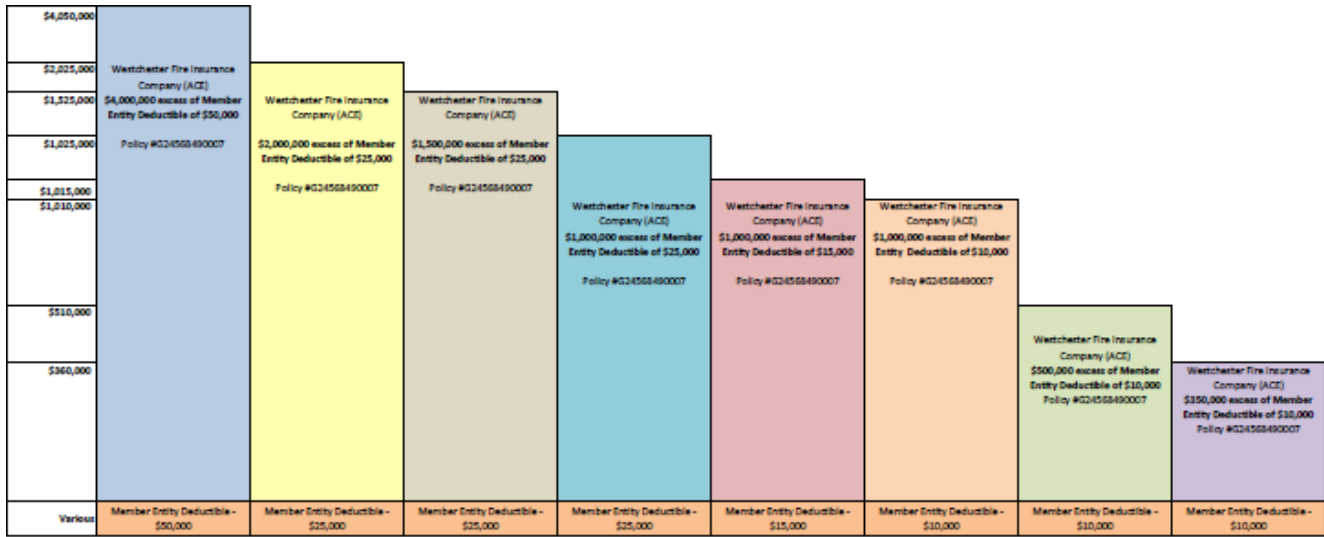 $4,050,000
$2,025,000
$1,525,000
$1,025,000
$1,015,000
$1,010,000
$510,000
$360,000
Various
Westchester Fire Insurance
Company (ACE)
$4,000,000 excess of Member
Entity Deductible of $50,000
Policy #G24568490007
Member Entity Deductible -
$50,000
Westchester Fire Insurance
Company (ACE)
$2,000,000 excess of Member
Entity Deductible of $25,000
Policy #G24568490007
Member Entity Deductible -
$25,000
Westchester Fire Insurance
Company (ACE)
$1,500,000 excess of Member
Entity Deductible of $25,000
Policy #G24568490007
Member Entity Deductible -
$25,000
Westchester Fire Insurance
Company (ACE)
$1,000,000 excess of Member
Entity Deductible of $25,000
Policy #G24568490007
Member Entity Deductible -
$25,000
Westchester Fire Insurance
Company (ACE)
$1,000,000 excess of Member
Entity Deductible of $15,000
Policy #G24568490007
Member Entity Deductible -
$15,000
Westchester Fire Insurance
Company (ACE)
$1,000,000 excess of Member
Entity Deductible of $10,000
Policy #G24568490007
Member Entity Deductible -
$10,000
Westchester Fire Insurance
Company (ACE)
$500,000 excess of Member
Entity Deductible of $10,000
Policy #G24568490007
Member Entity Deductible -
$10,000
Westchester Fire Insurance
Company (ACE)
$350,000 excess of Member
Entity Deductible of $10,000
Policy #G24568490007
Member Entity Deductible -
$10,000